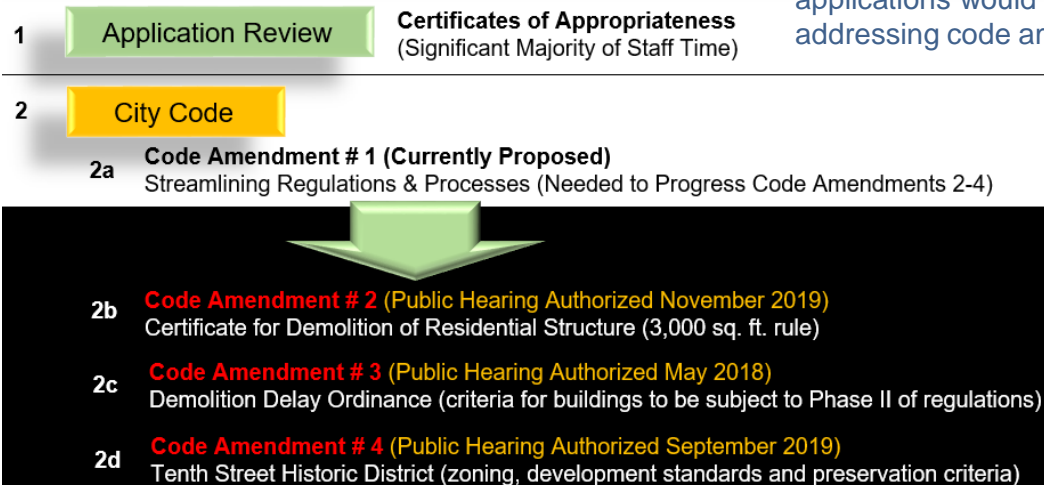 applications would
addressing code ar
1
Application Review
Certificates of Appropriateness
(Significant Majority of Staff Time)
2
City Code
2a
Code Amendment # 1 (Currently Proposed)
Streamlining Regulations & Processes (Needed to Progress Code Amendments 2-4)
2b
Code Amendment # 2 (Public Hearing Authorized November 2019)
Certificate for Demolition of Residential Structure (3,000 sq. ft. rule)
2c
Code Amendment # 3 (Public Hearing Authorized May 2018)
Demolition Delay Ordinance (criteria for buildings to be subject to Phase II of regulations)
2d
Code Amendment # 4 (Public Hearing Authorized September 2019)
Tenth Street Historic District (zoning, development standards and preservation criteria)